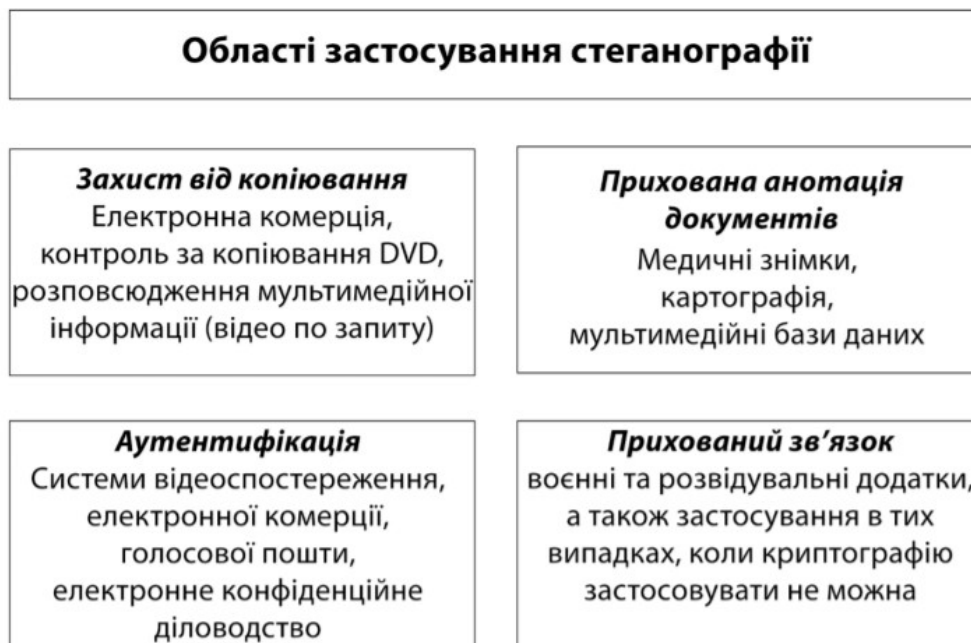 Області застосування стеганографії
Захист від копіювання
Електронна комерція,
контроль за копіювання DVD,
розповсюдження мультимедійної
інформації (відео по запиту)
Прихована анотація
документів
Медичні знімки,
картографія,
мультимедійні бази даних
Аутентифікація
Системи відеоспостереження,
електронної комерції,
голосової пошти,
електронне конфіденційне
діловодство
Прихований зв’язок
воєнні та розвідувальні додатки,
а також застосування в тих
випадках, коли криптографію
застосовувати не можна